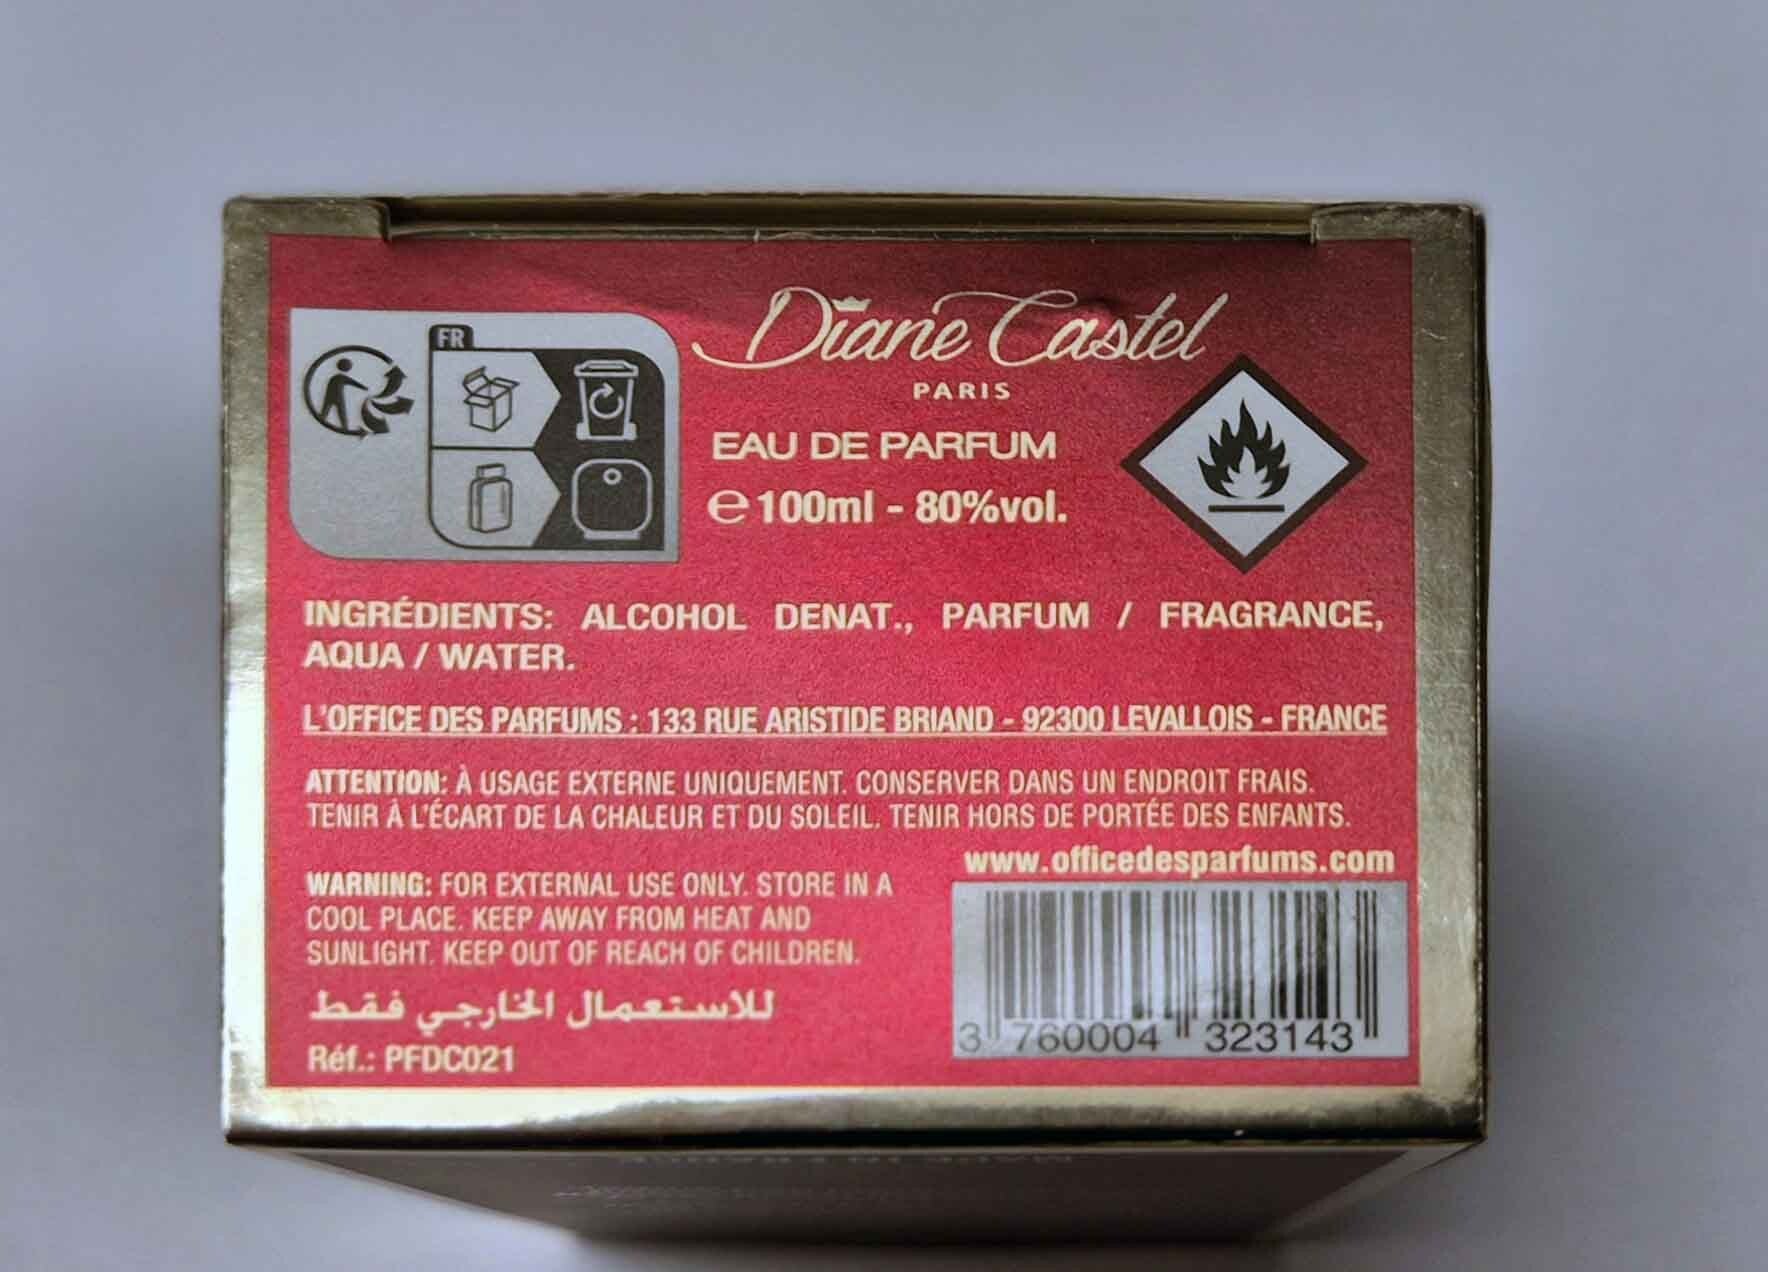 FR
Diane Castel
PARIS
EAU DE PARFUM
℮ 100ml - 80%vol.
INGRÉDIENTS: ALCOHOL DENAT., PARFUM / FRAGRANCE,
AQUA / WATER.
L'OFFICE DES PARFUMS : 133 RUE ARISTIDE BRIAND - 92300 LEVALLOIS - FRANCE
ATTENTION: À USAGE EXTERNE UNIQUEMENT. CONSERVER DANS UN ENDROIT FRAIS.
TENIR À L'ÉCART DE LA CHALEUR ET DU SOLEIL. TENIR HORS DE PORTÉE DES ENFANTS.
www.officedesparfums.com
WARNING: FOR EXTERNAL USE ONLY. STORE IN A
COOL PLACE. KEEP AWAY FROM HEAT AND
SUNLIGHT. KEEP OUT OF REACH OF CHILDREN.
للاستعمال الخارجي فقط
Réf.: PFDC021
3 760004 323143